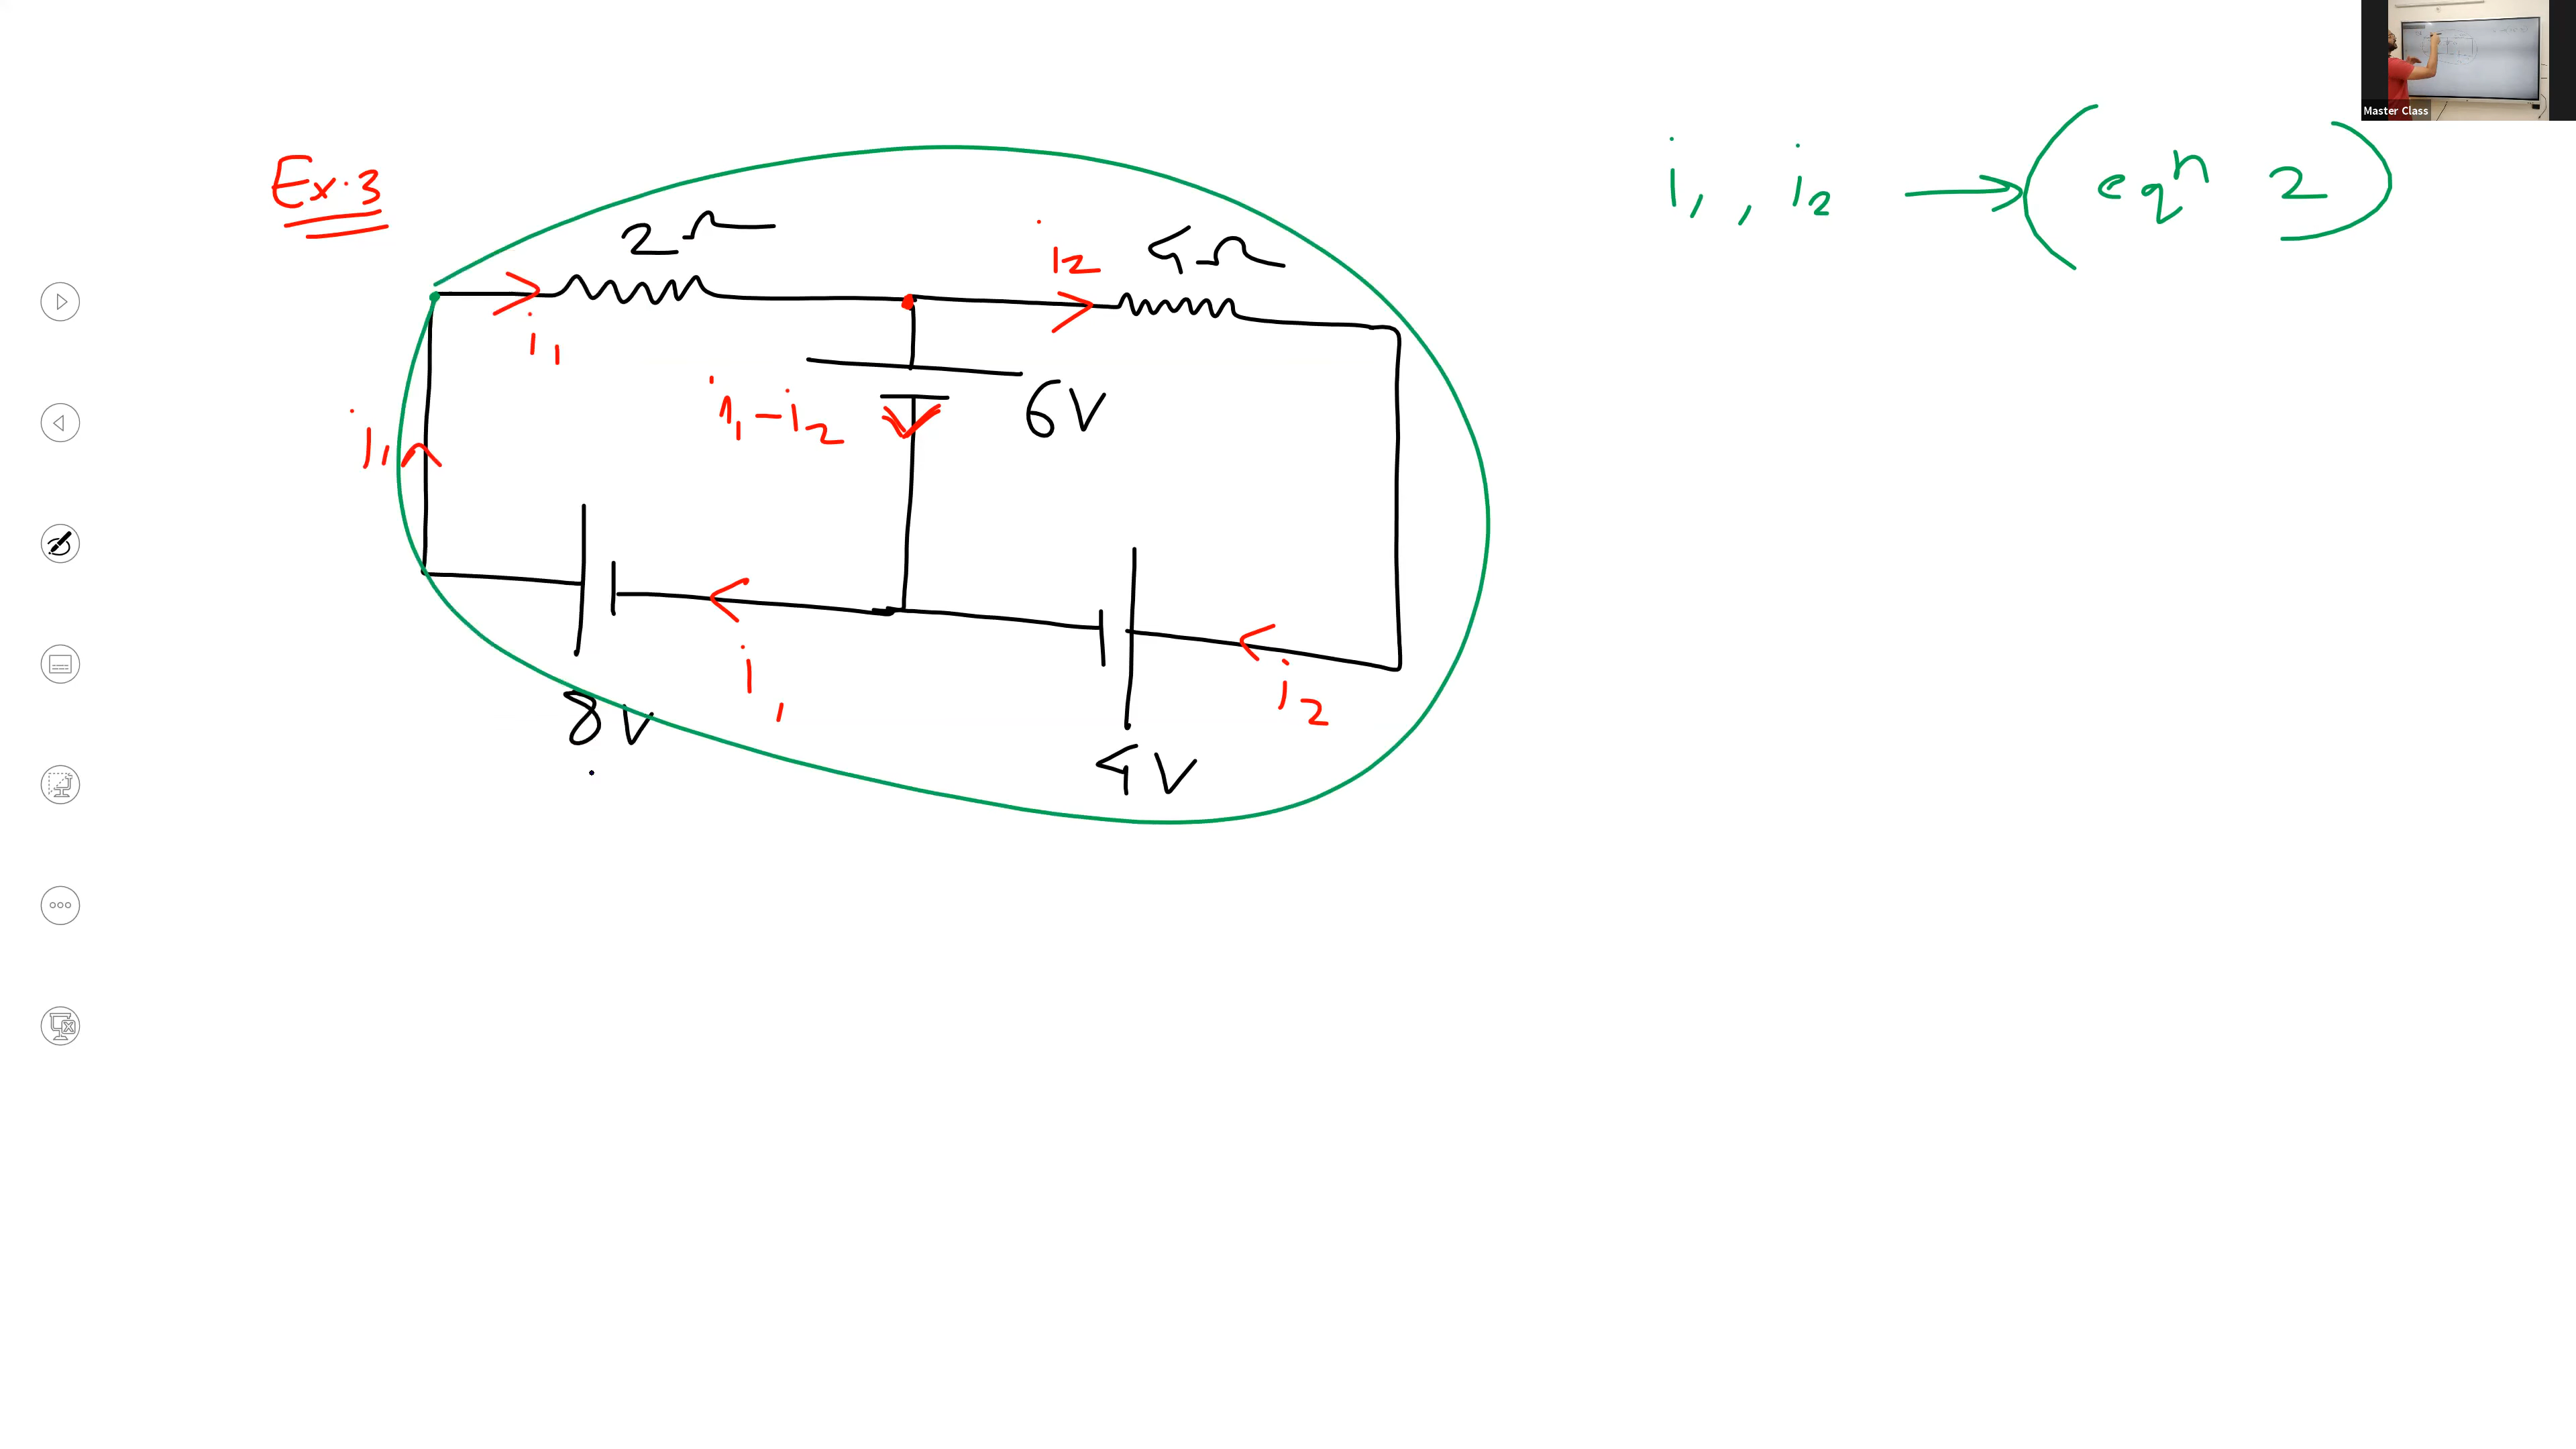 Master Class
Ex.3
i₁, i₂ → (eqⁿ 2)
2Ω
i₂
4Ω
i₁
i₁-i₂
6V
i₁
i₁
i₂
8V
4V